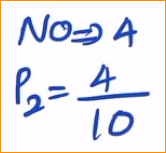 NO⇒ 4
P₂ = 4/10